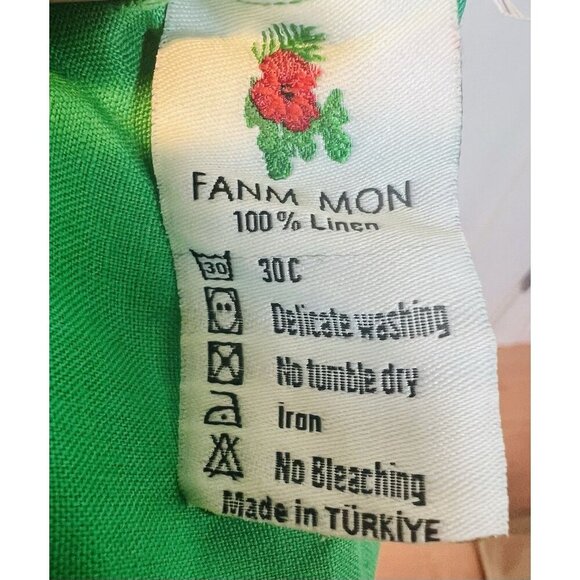 FANM MON
100% Linen
30 30C
Delicate washing
No tumble dry
Iron
No Bleaching
Made in TÜRKİYE